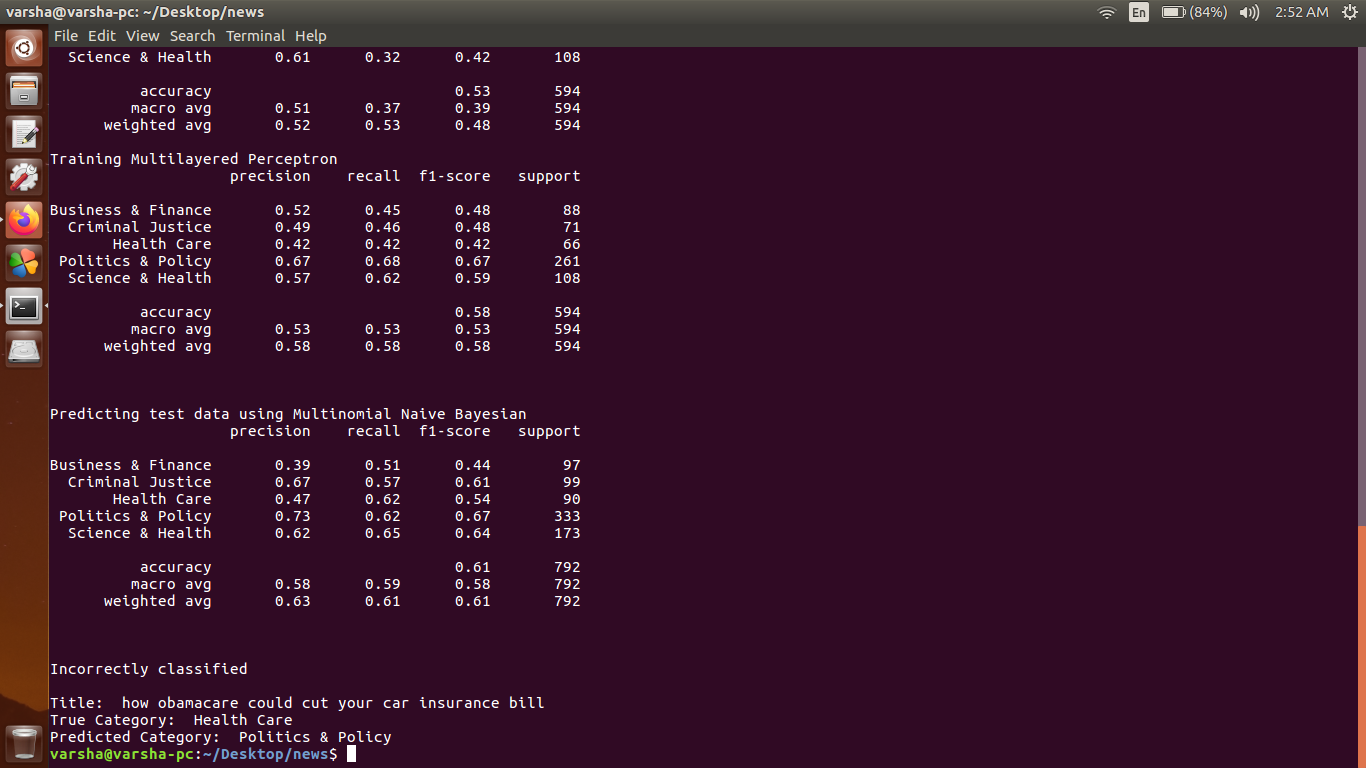 varsha@varsha-pc: ~/Desktop/news En (84%) 2:52 AM
File Edit View Search Terminal Help
Science & Health 0.61 0.32 0.42 108
accuracy 0.53 594
macro avg 0.51 0.37 0.39 594
weighted avg 0.52 0.53 0.48 594
Training Multilayered Perceptron
precision recall f1-score support
Business & Finance 0.52 0.45 0.48 88
Criminal Justice 0.49 0.46 0.48 71
Health Care 0.42 0.42 0.42 66
Politics & Policy 0.67 0.68 0.67 261
Science & Health 0.57 0.62 0.59 108
accuracy 0.58 594
macro avg 0.53 0.53 0.53 594
weighted avg 0.58 0.58 0.58 594
Predicting test data using Multinomial Naive Bayesian
precision recall f1-score support
Business & Finance 0.39 0.51 0.44 97
Criminal Justice 0.67 0.57 0.61 99
Health Care 0.47 0.62 0.54 90
Politics & Policy 0.73 0.62 0.67 333
Science & Health 0.62 0.65 0.64 173
accuracy 0.61 792
macro avg 0.58 0.59 0.58 792
weighted avg 0.63 0.61 0.61 792
Incorrectly classified
Title: how obamacare could cut your car insurance bill
True Category: Health Care
Predicted Category: Politics & Policy
varsha@varsha-pc:~/Desktop/news$